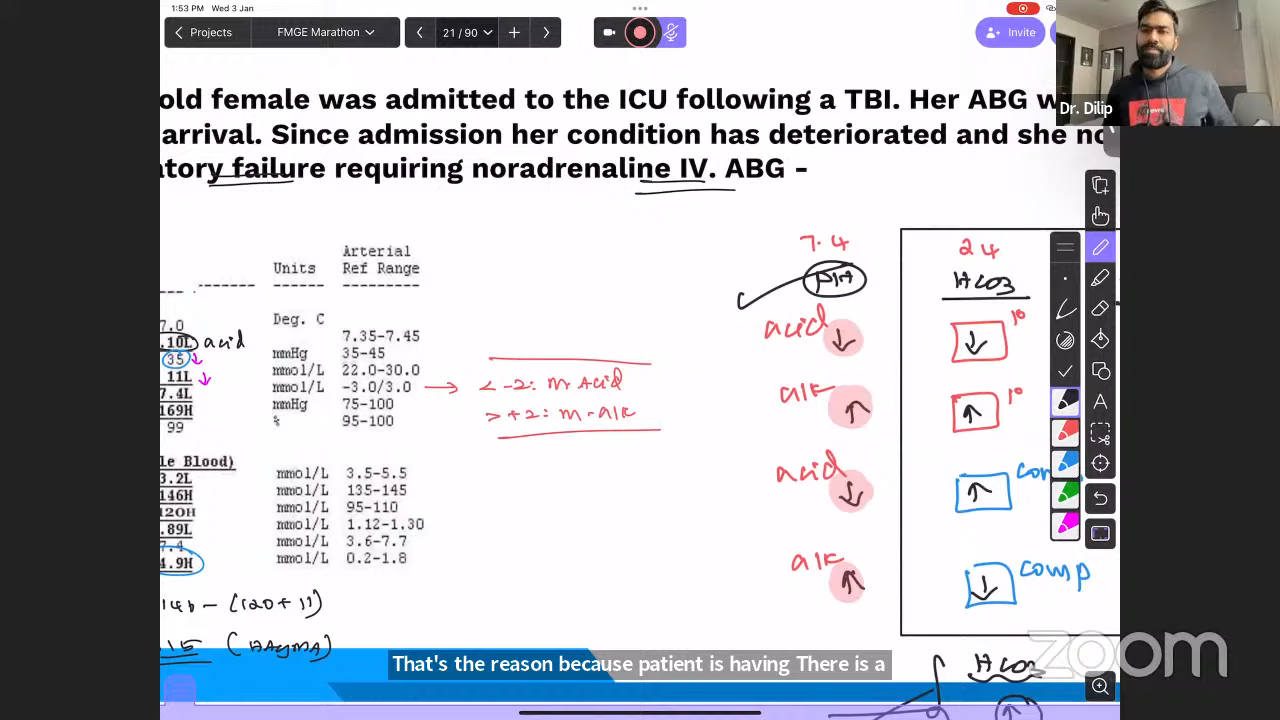 1:53 PM Wed 3 Jan
Projects
FMGE Marathon
21 / 90
Invite
Dr. Dilip
old female was admitted to the ICU following a TBI. Her ABG w
arrival. Since admission her condition has deteriorated and she no
atory failure requiring noradrenaline IV. ABG -
Arterial
Units Ref Range
7.0 Deg. C
.10L acid 7.35-7.45
35 mmHg 35-45
11L mmol/L 22.0-30.0
7.4L mmol/L -3.0/3.0
169H mmHg 75-100
99 % 95-100
< -2: M. Acid
> +2: m. alk
le Blood)
3.2L mmol/L 3.5-5.5
146H mmol/L 135-145
120H mmol/L 95-110
.89L mmol/L 1.12-1.30
7.4 mmol/L 3.6-7.7
4.9H mmol/L 0.2-1.8
146 - (120 + 11)
15 (HAGMA)
7.4 24
PH HCO3
acid ↓ ↓ 1°
alk ↑ ↑ 1°
acid ↓ ↑ com
alk ↑ ↓ comp
HCO3
↑
That's the reason because patient is having There is a
zoom